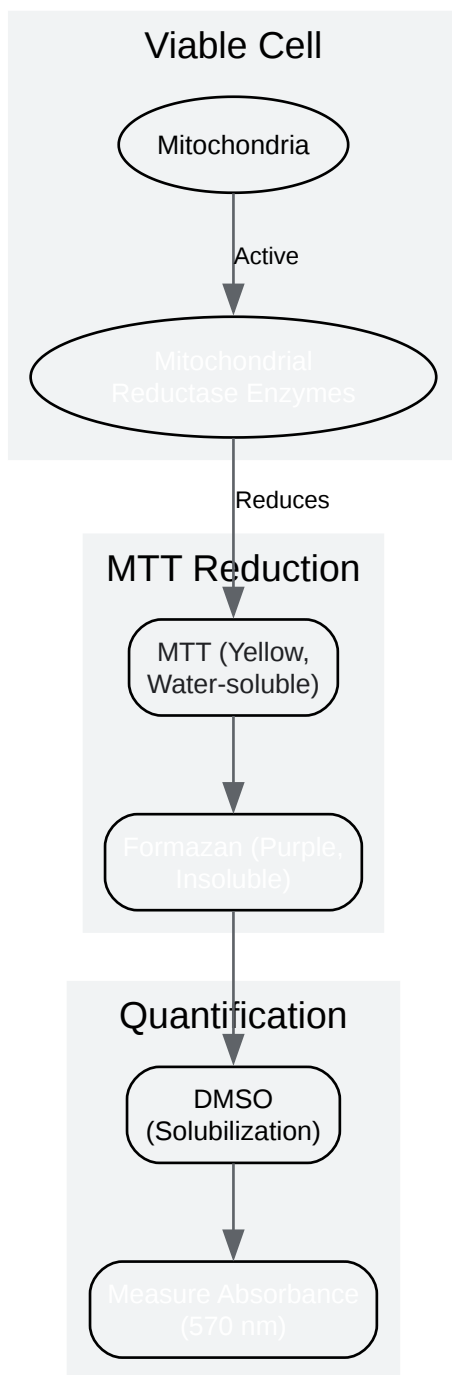 Viable Cell
Mitochondria
Active
Mitochondrial
Reductase Enzymes
Reduces
MTT Reduction
MTT (Yellow,
Water-soluble)
Formazan (Purple,
Insoluble)
Quantification
DMSO
(Solubilization)
Measure Absorbance
(570 nm)